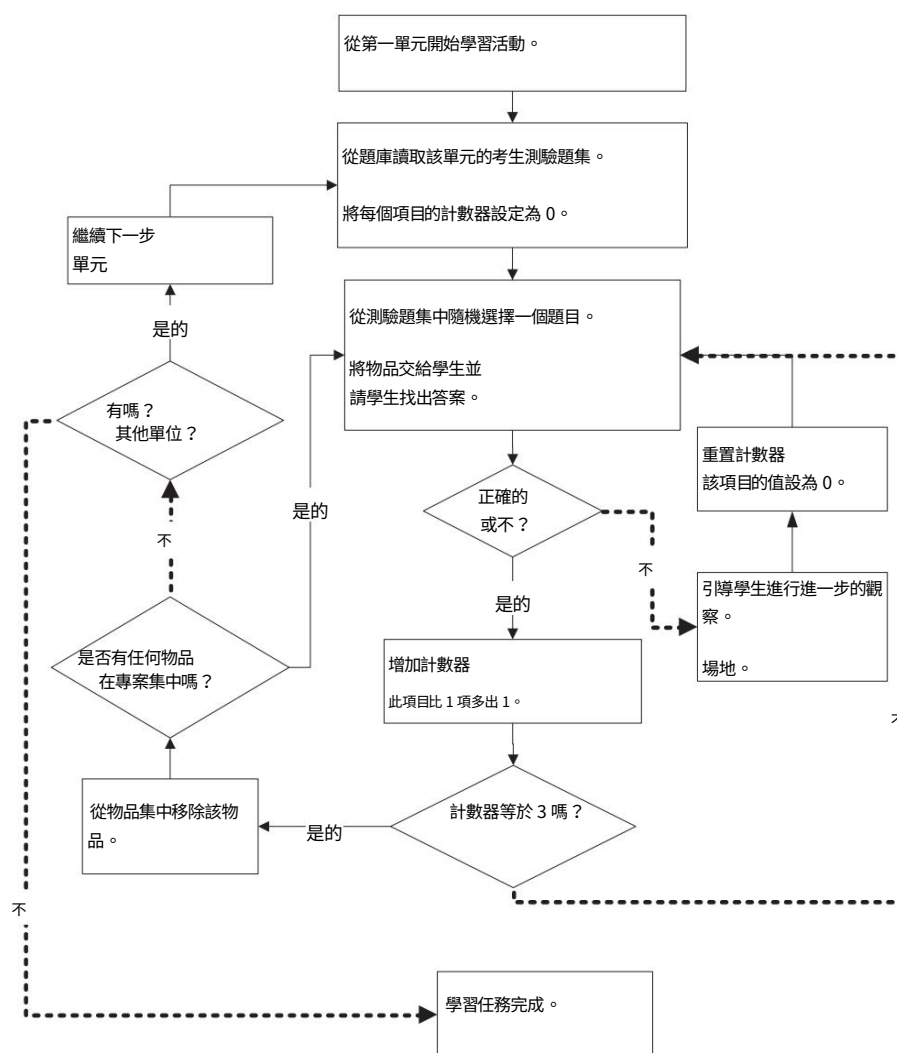 從第一單元開始學習活動。
從題庫讀取該單元的考生測驗題集。
將每個項目的計數器設定為 0。
繼續下一步
單元
是的
從測驗題集中隨機選擇一個題目。
將物品交給學生並
請學生找出答案。
有嗎？
其他單位？
重置計數器
該項目的值設為 0。
正確的
或不？
是的
不
不
引導學生進行進一步的觀
察。
場地。
是的
是否有任何物品
在專案集中嗎？
增加計數器
此項目比 1 項多出 1。
從物品集中移除該物
品。
計數器等於 3 嗎？
是的
不
學習任務完成。